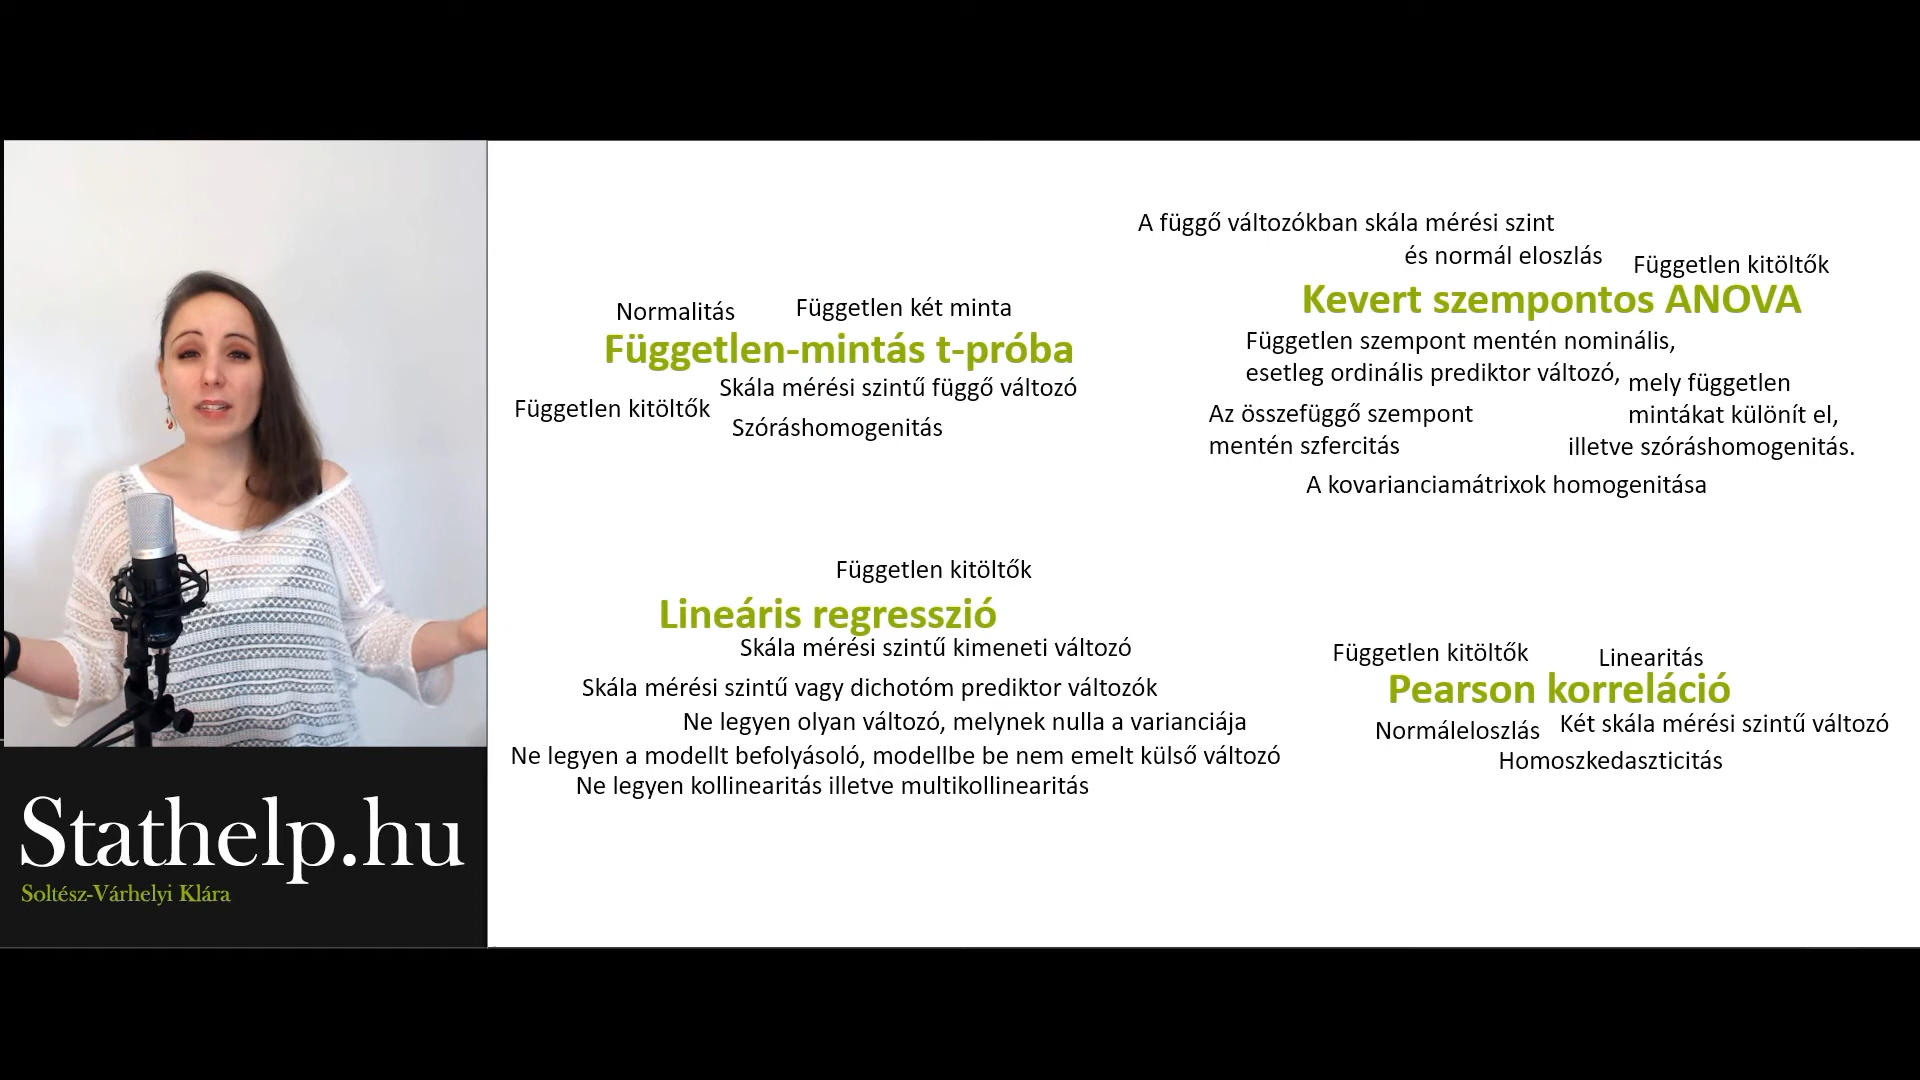 Stathelp.hu
Soltész-Várhelyi Klára
Normalitás
Független két minta
Független-mintás t-próba
Skála mérési szintű függő változó
Független kitöltők
Szóráshomogenitás
A függő változókban skála mérési szint
és normál eloszlás
Független kitöltők
Kevert szempontos ANOVA
Független szempont mentén nominális,
esetleg ordinális prediktor változó,
mely független
mintákat különít el,
illetve szóráshomogenitás.
Az összefüggő szempont
mentén szfercitás
A kovarianciamátrixok homogenitása
Független kitöltők
Lineáris regresszió
Skála mérési szintű kimeneti változó
Skála mérési szintű vagy dichotóm prediktor változók
Ne legyen olyan változó, melynek nulla a varianciája
Ne legyen a modellt befolyásoló, modellbe be nem emelt külső változó
Ne legyen kollinearitás illetve multikollinearitás
Független kitöltők
Linearitás
Pearson korreláció
Normáleloszlás
Két skála mérési szintű változó
Homoszkedaszticitás